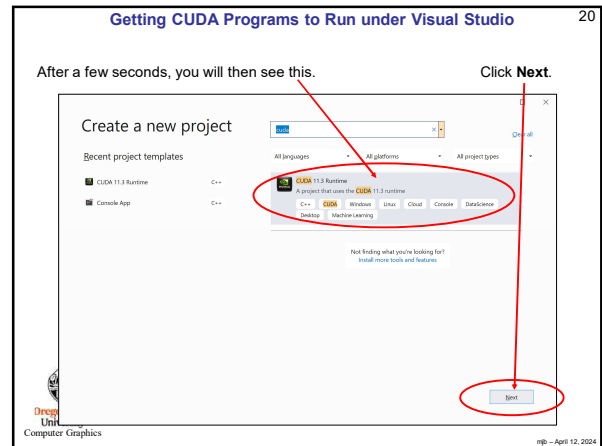 Getting CUDA Programs to Run under Visual Studio
20
After a few seconds, you will then see this.
Click Next.
Create a new project
cuda
Clear all
Recent project templates
All languages
All platforms
All project types
CUDA 11.3 Runtime
C++
Console App
C++
CUDA 11.3 Runtime
A project that uses the CUDA 11.3 runtime
C++ CUDA Windows Linux Cloud Console DataScience
Desktop Machine Learning
Not finding what you're looking for?
Install more tools and features
Next
Oreg
Uni
Computer Graphics
mjb – April 12, 2024